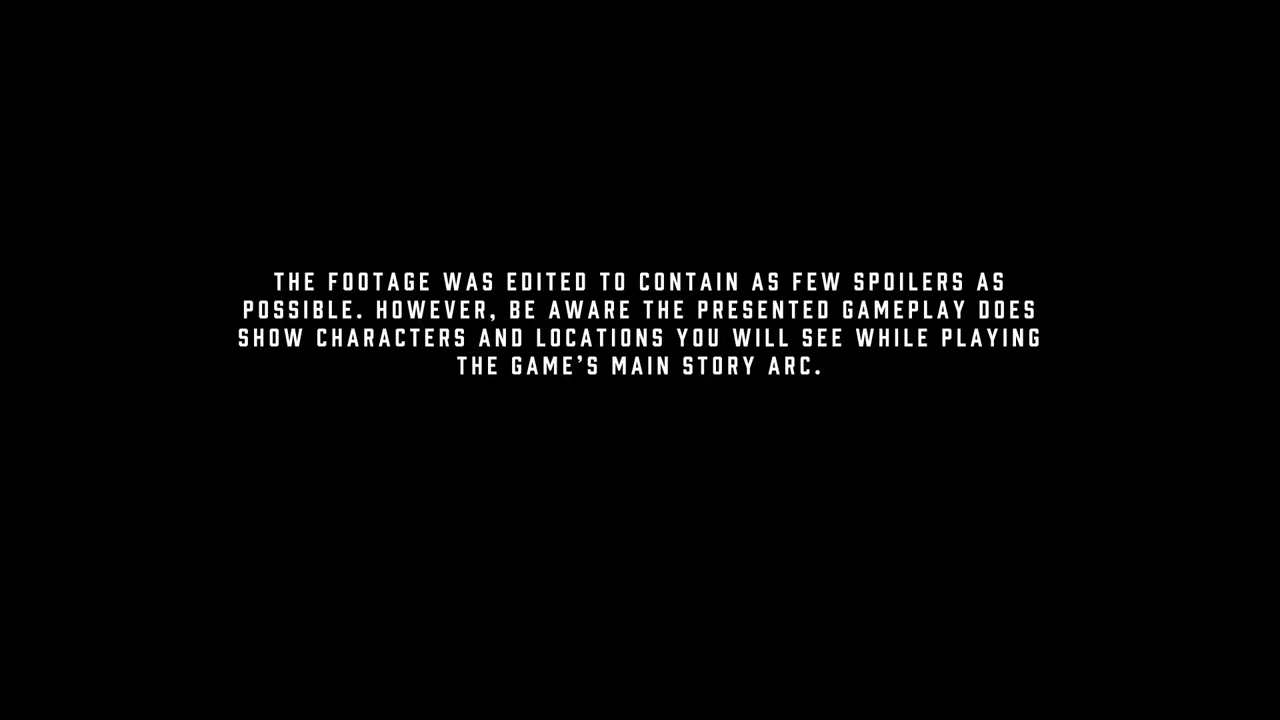 THE FOOTAGE WAS EDITED TO CONTAIN AS FEW SPOILERS AS
POSSIBLE. HOWEVER, BE AWARE THE PRESENTED GAMEPLAY DOES
SHOW CHARACTERS AND LOCATIONS YOU WILL SEE WHILE PLAYING
THE GAME’S MAIN STORY ARC.